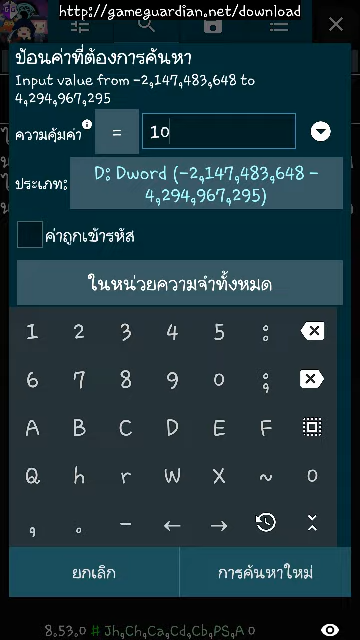 http://gameguardian.net/download
ป้อนค่าที่ต้องการค้นหา
Input value from -2,147,483,648 to
4,294,967,295
ความคุ้มค่า = 10
ประเภท: D: Dword (-2,147,483,648 -
4,294,967,295)
ค่าถูกเข้ารหัส
ในหน่วยความจำทั้งหมด
1 2 3 4 5 :
6 7 8 9 0 ;
A B C D E F
Q h r W X ~ 0
, . - ← →
ยกเลิก การค้นหาใหม่
8.53.0 # Jh,Ch,Ca,Cd,Cb,PS,A 0